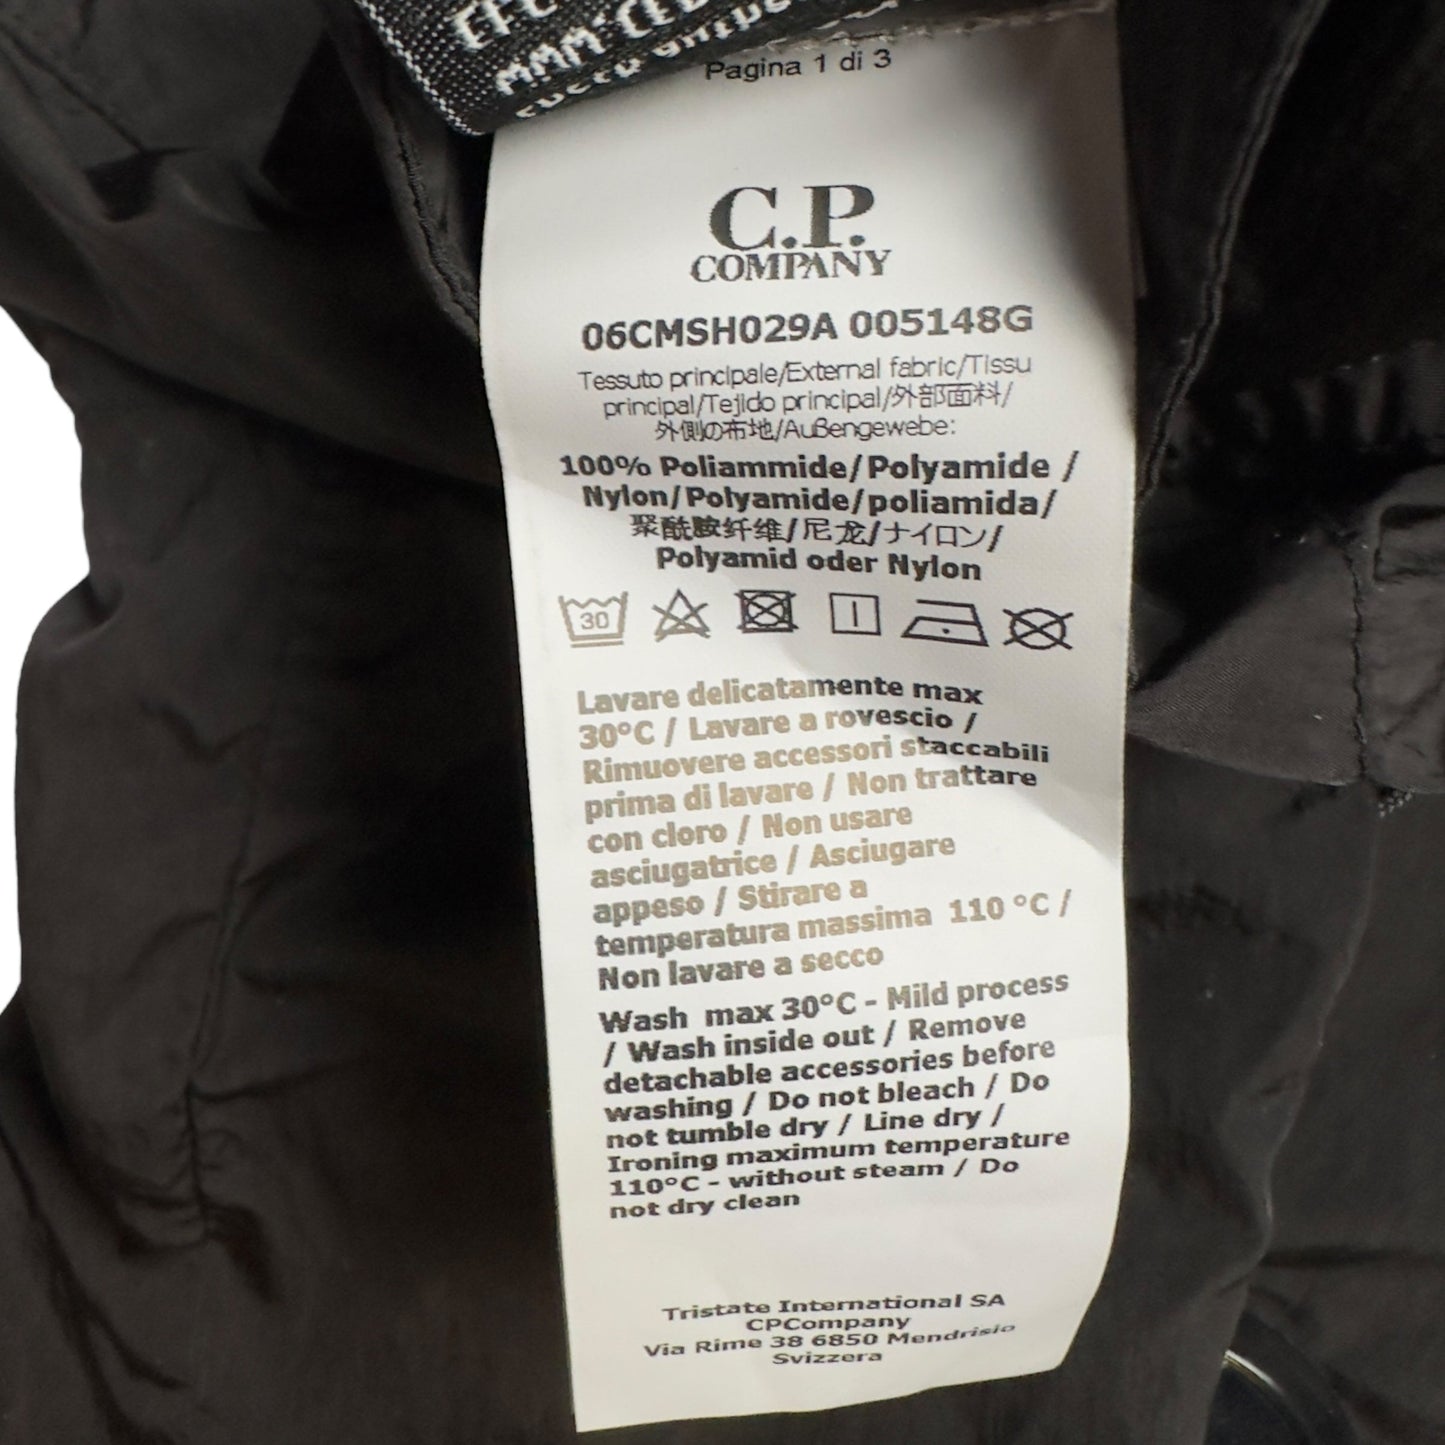 Pagina 1 di 3
C.P.
COMPANY
06CMSH029A 005148G
Tessuto principale/External fabric/Tissu
principal/Tejido principal/外部面料/
外側の布地/Außengewebe:
100% Poliammide/Polyamide /
Nylon/Polyamide/poliamida/
聚酰胺纤维/尼龙/ナイロン/
Polyamid oder Nylon
30
Lavare delicatamente max
30°C / Lavare a rovescio /
Rimuovere accessori staccabili
prima di lavare / Non trattare
con cloro / Non usare
asciugatrice / Asciugare
appeso / Stirare a
temperatura massima 110 °C /
Non lavare a secco
Wash max 30°C - Mild process
/ Wash inside out / Remove
detachable accessories before
washing / Do not bleach / Do
not tumble dry / Line dry /
Ironing maximum temperature
110°C - without steam / Do
not dry clean
Tristate International SA
CPCompany
Via Rime 38 6850 Mendrisio
Svizzera